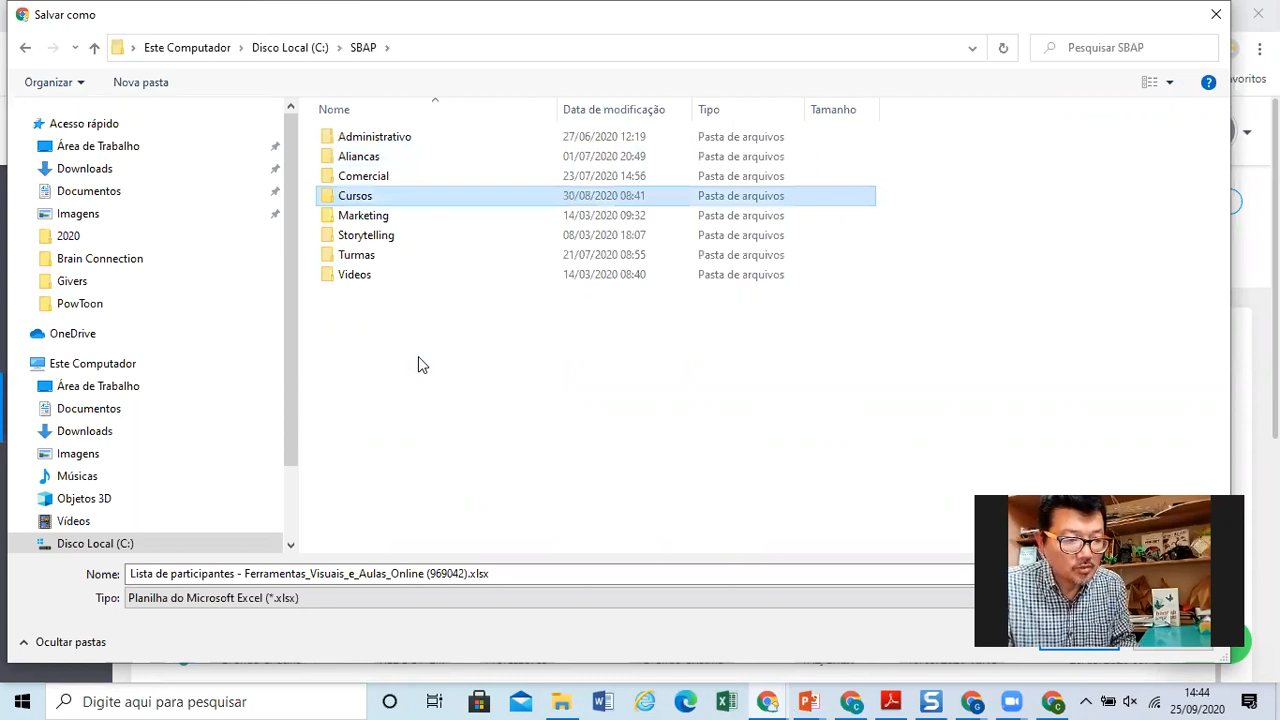 Salvar como
Este Computador > Disco Local (C:) > SBAP >
Pesquisar SBAP
Organizar
Nova pasta
avoritos
Nome
Data de modificação
Tipo
Tamanho
Acesso rápido
Área de Trabalho
Downloads
Documentos
Imagens
2020
Brain Connection
Givers
PowToon
OneDrive
Este Computador
Área de Trabalho
Documentos
Downloads
Imagens
Músicas
Objetos 3D
Vídeos
Disco Local (C:)
Administrativo 27/06/2020 12:19 Pasta de arquivos
Aliancas 01/07/2020 20:49 Pasta de arquivos
Comercial 23/07/2020 14:56 Pasta de arquivos
Cursos 30/08/2020 08:41 Pasta de arquivos
Marketing 14/03/2020 09:32 Pasta de arquivos
Storytelling 08/03/2020 18:07 Pasta de arquivos
Turmas 21/07/2020 08:55 Pasta de arquivos
Videos 14/03/2020 08:40 Pasta de arquivos
Nome: Lista de participantes - Ferramentas_Visuais_e_Aulas_Online (969042).xlsx
Tipo: Planilha do Microsoft Excel (*.xlsx)
Ocultar pastas
Digite aqui para pesquisar
14:44
25/09/2020